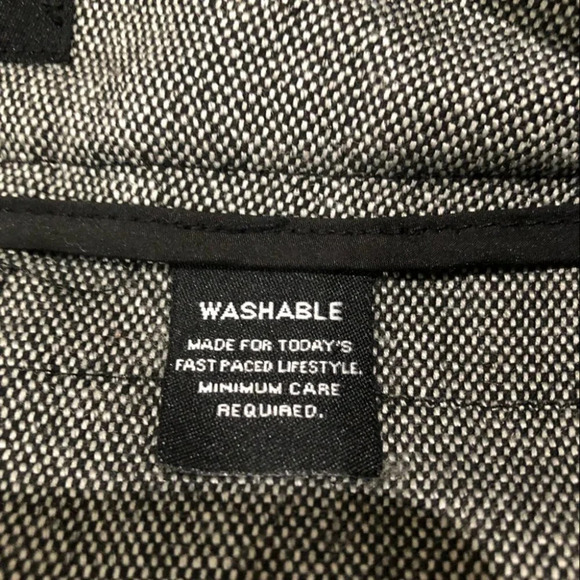 WASHABLE
MADE FOR TODAY'S
FAST PACED LIFESTYLE.
MINIMUM CARE
REQUIRED.